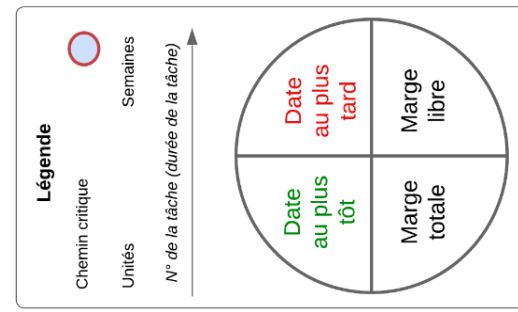 Légende
Chemin critique
Unités Semaines
N° de la tâche (durée de la tâche)
Date
au plus
tôt
Date
au plus
tard
Marge
totale
Marge
libre